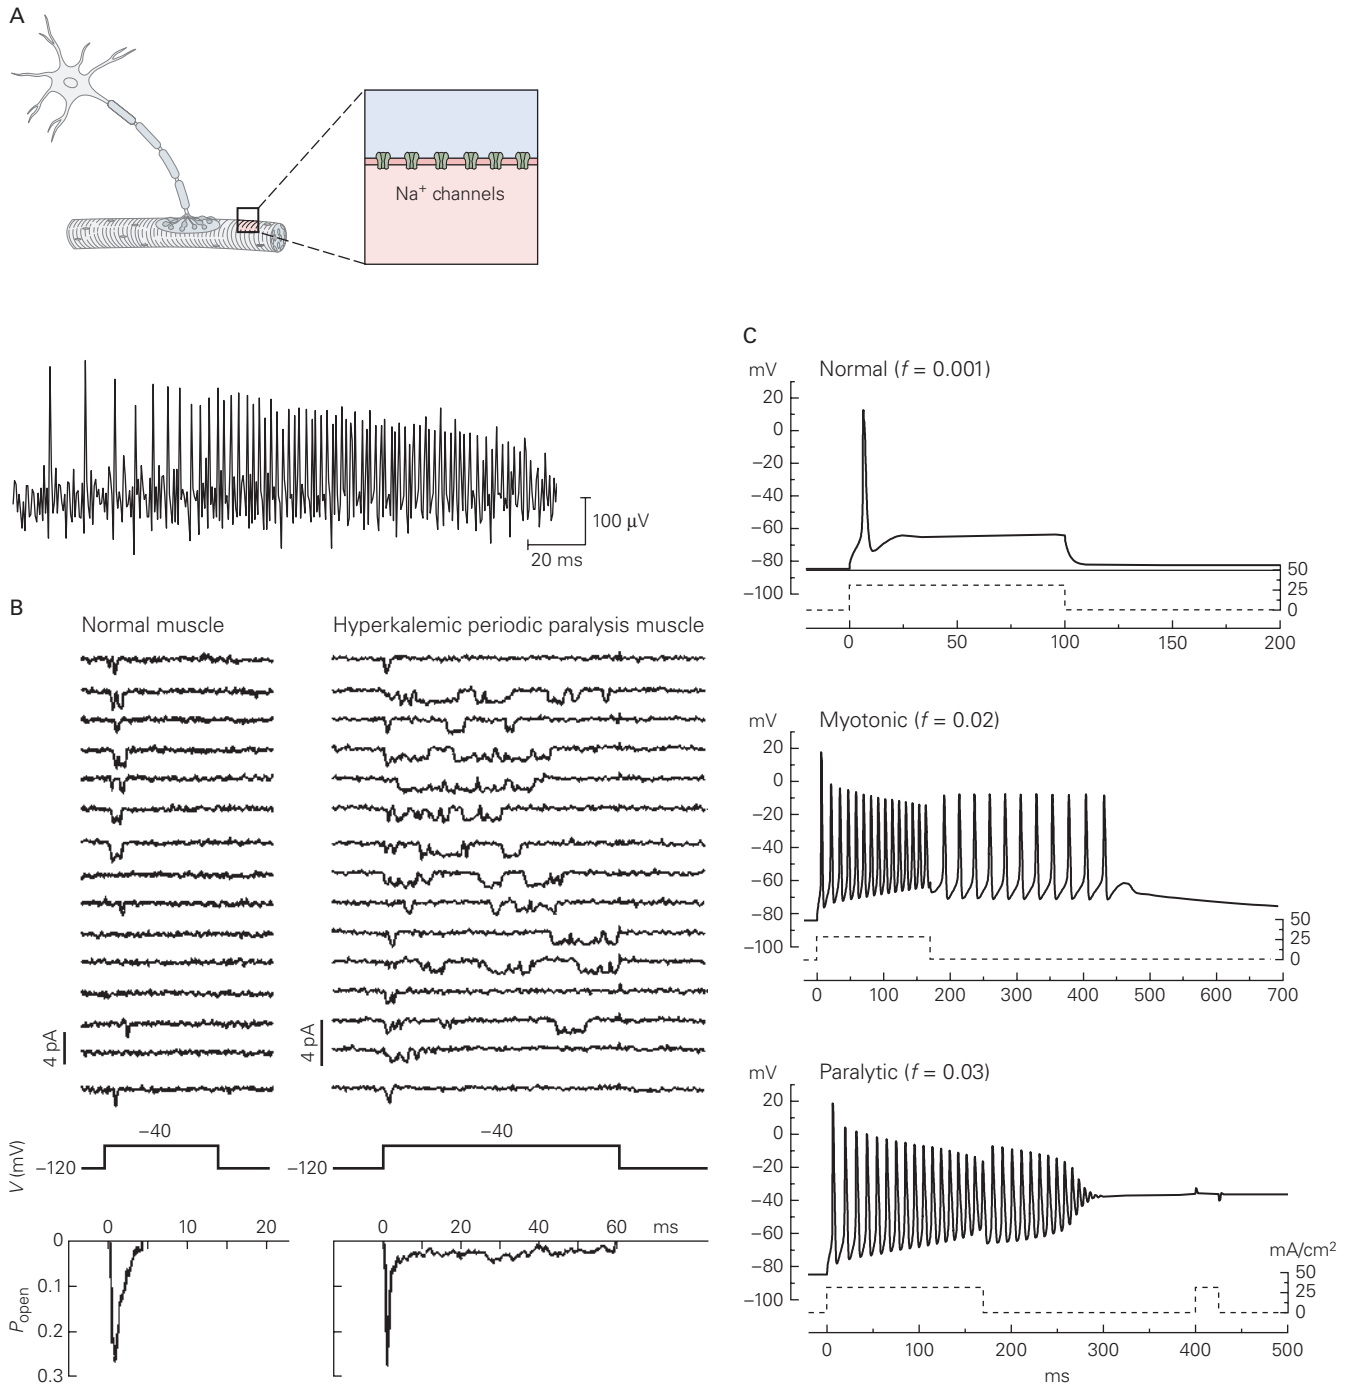 A
Na+ channels
100 µV
20 ms
B
Normal muscle
Hyperkalemic periodic paralysis muscle
4 pA
4 pA
V (mV)
−40
−120
−40
−120
0 10 20
0 20 40 60 ms
Popen
0
0.1
0.2
0.3
C
mV
Normal (f = 0.001)
20
0
−20
−40
−60
−80
−100
50
25
0
0 50 100 150 200
mV
Myotonic (f = 0.02)
20
0
−20
−40
−60
−80
−100
50
25
0
0 100 200 300 400 500 600 700
mV
Paralytic (f = 0.03)
20
0
−20
−40
−60
−80
−100
mA/cm2
50
25
0
0 100 200 300 400 500
ms